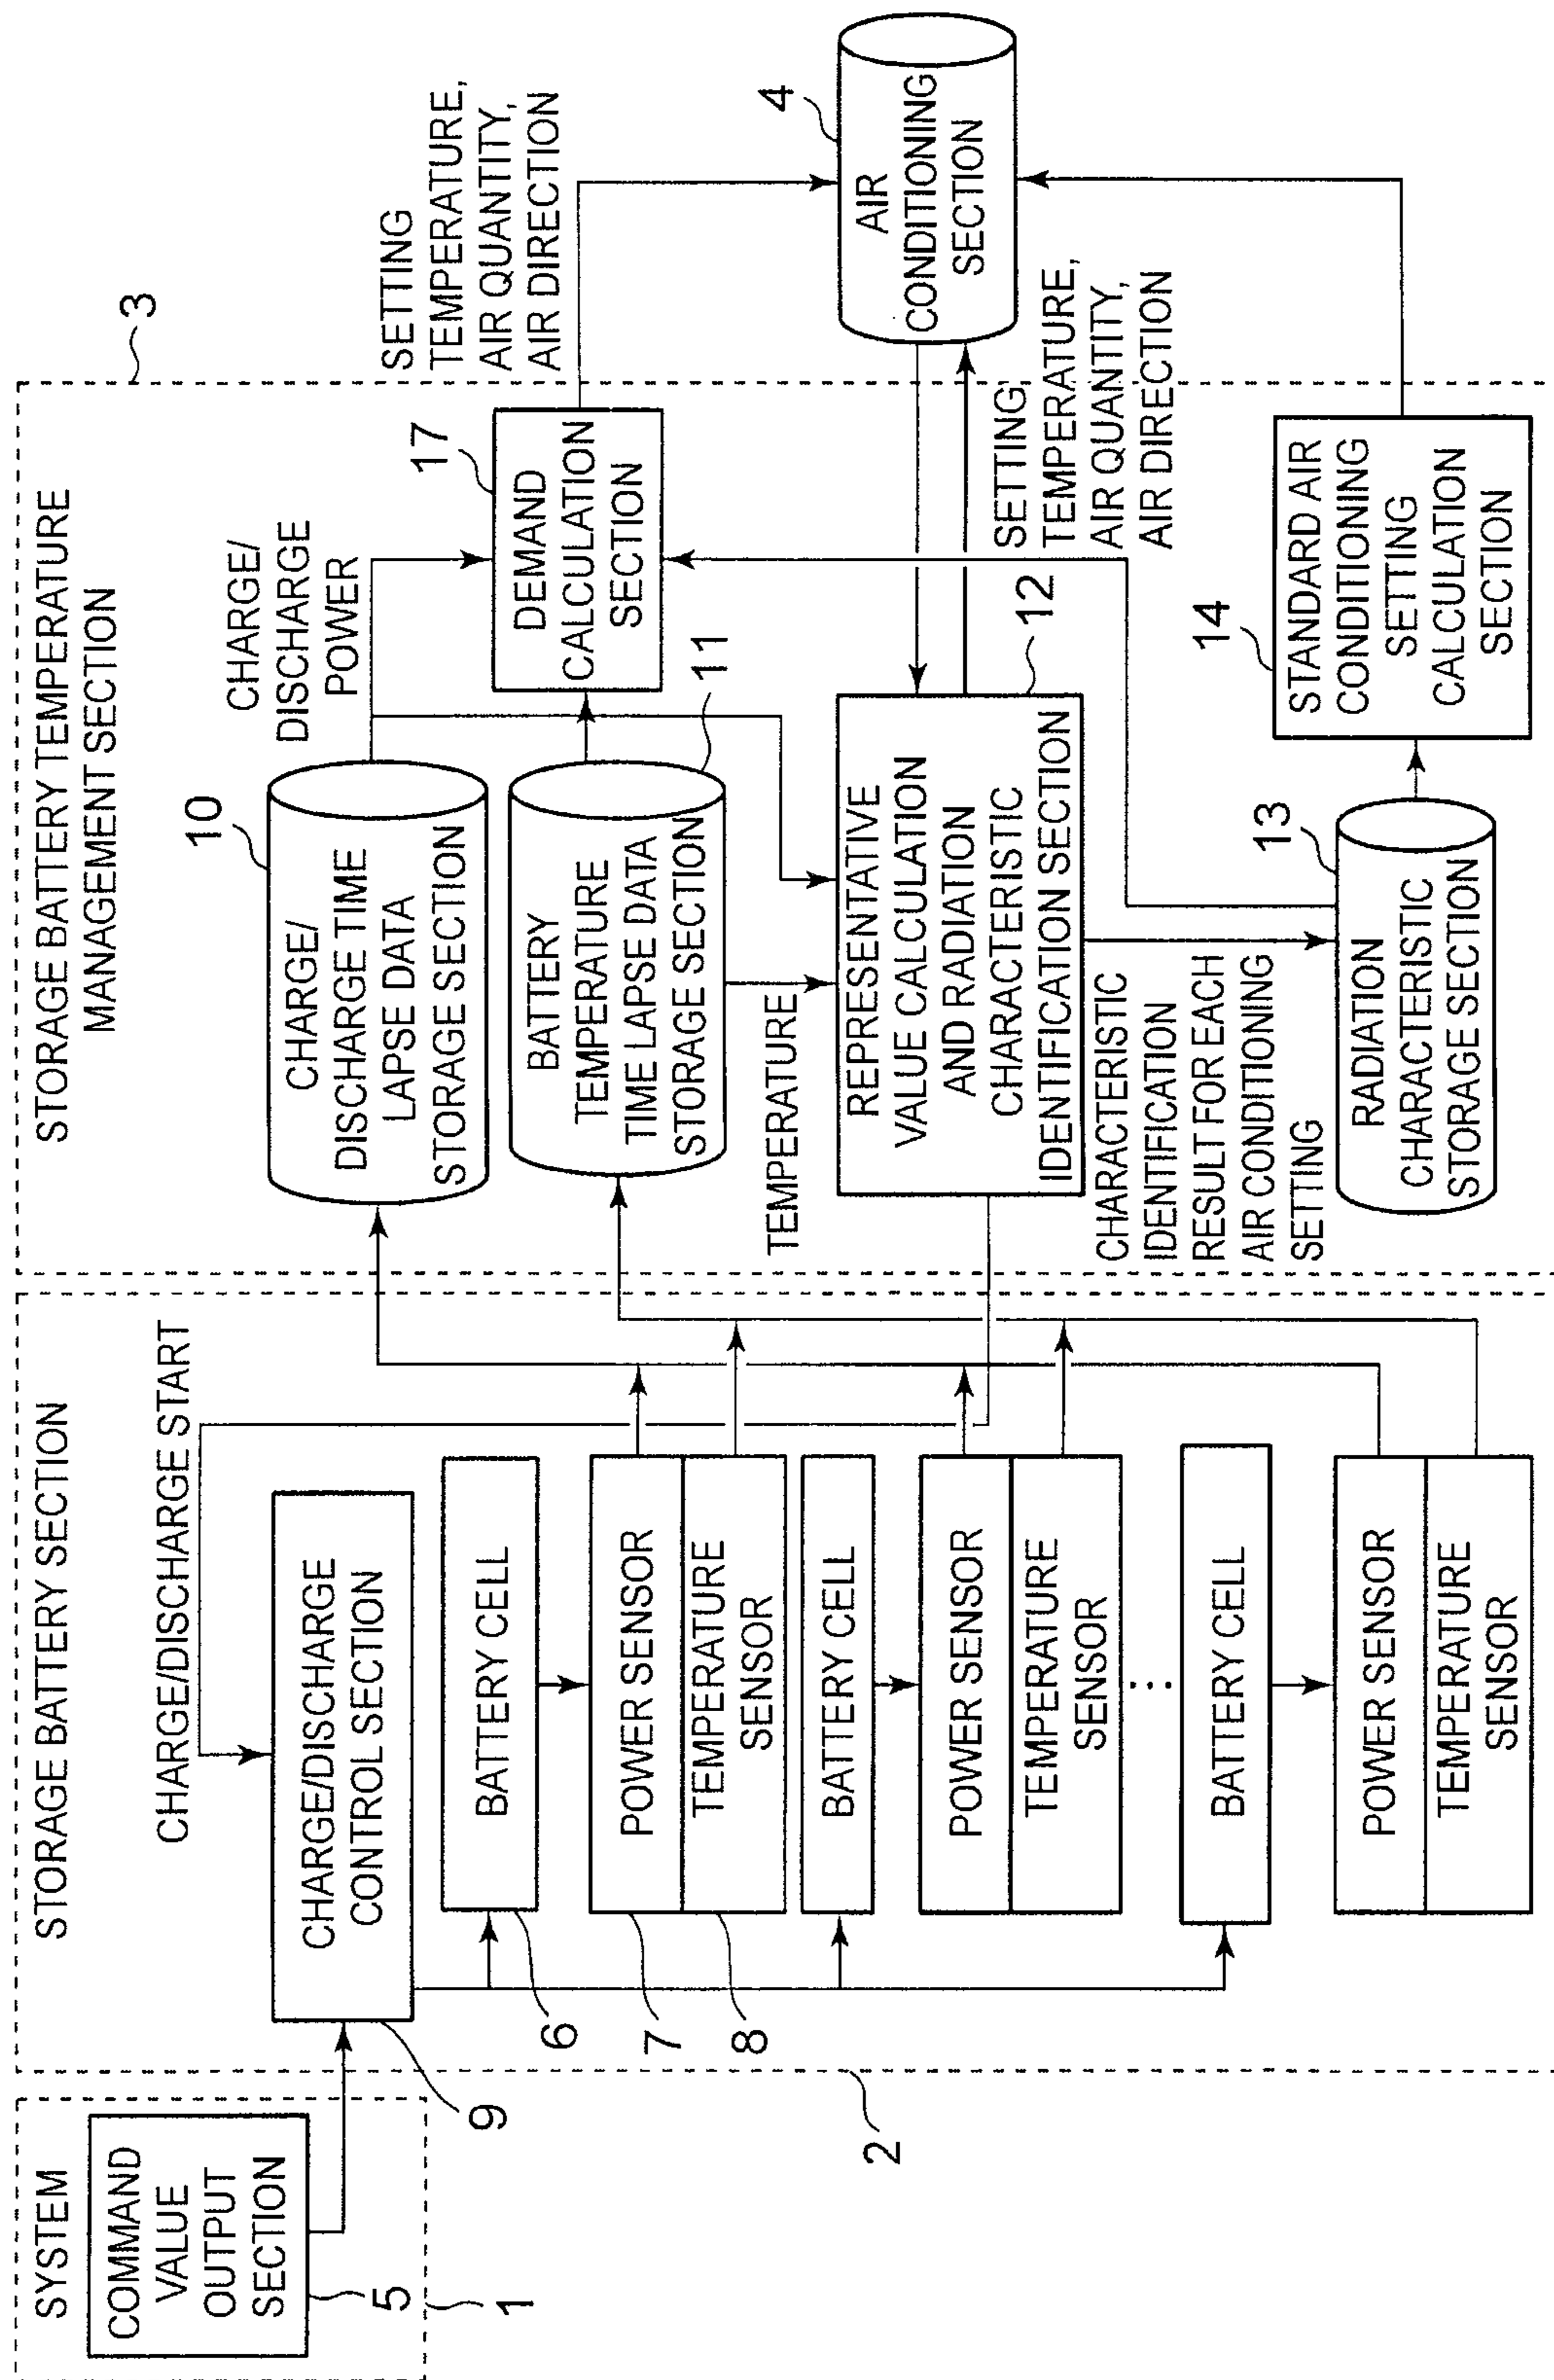 SYSTEM
COMMAND
VALUE
OUTPUT
SECTION
5
1
STORAGE BATTERY SECTION
CHARGE/DISCHARGE START
CHARGE/DISCHARGE
CONTROL SECTION
9
BATTERY CELL
6
POWER SENSOR
7
TEMPERATURE
SENSOR
8
BATTERY CELL
POWER SENSOR
TEMPERATURE
SENSOR
...
BATTERY CELL
POWER SENSOR
TEMPERATURE
SENSOR
2
STORAGE BATTERY TEMPERATURE
MANAGEMENT SECTION
3
10
CHARGE/
DISCHARGE TIME
LAPSE DATA
STORAGE SECTION
CHARGE/
DISCHARGE
POWER
BATTERY
TEMPERATURE
TIME LAPSE DATA
STORAGE SECTION
11
17
DEMAND
CALCULATION
SECTION
TEMPERATURE
REPRESENTATIVE
VALUE CALCULATION
AND RADIATION
CHARACTERISTIC
IDENTIFICATION SECTION
12
CHARACTERISTIC
IDENTIFICATION
RESULT FOR EACH
AIR CONDITIONING
SETTING
13
RADIATION
CHARACTERISTIC
STORAGE SECTION
14
STANDARD AIR
CONDITIONING
SETTING
CALCULATION
SECTION
SETTING
TEMPERATURE,
AIR QUANTITY,
AIR DIRECTION
4
AIR
CONDITIONING
SECTION
SETTING
TEMPERATURE,
AIR QUANTITY,
AIR DIRECTION